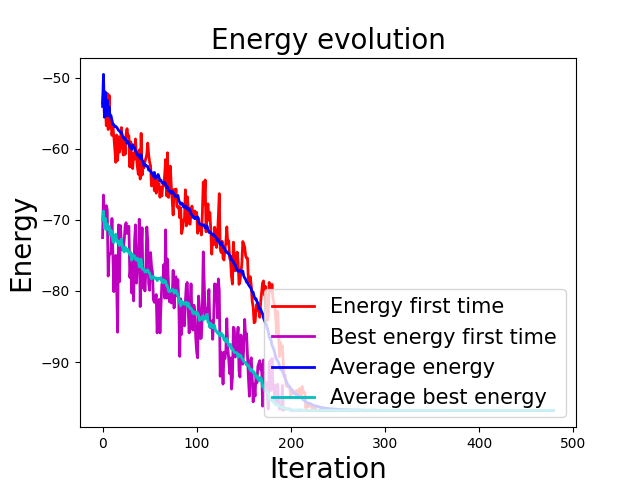 Energy evolution
Energy
−50
−60
−70
−80
−90
Energy first time
Best energy first time
Average energy
Average best energy
0 100 200 300 400 500
Iteration